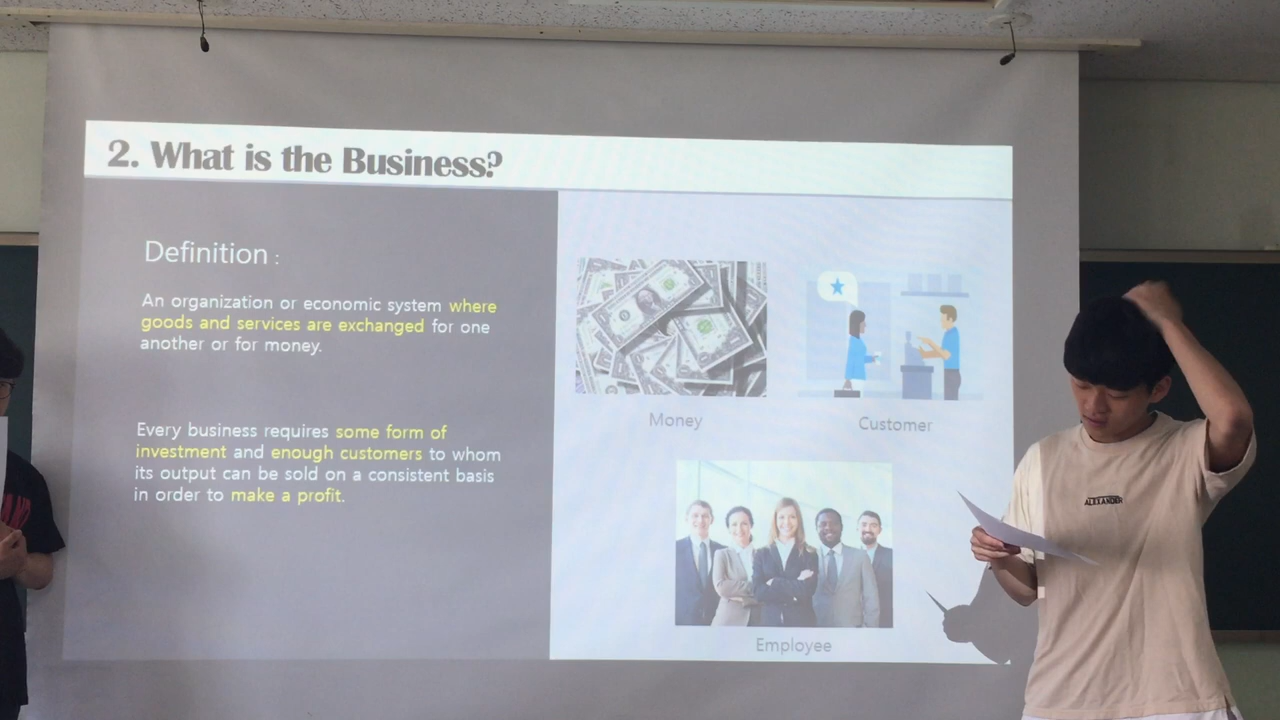 2. What is the Business?
Definition :
An organization or economic system where
goods and services are exchanged for one
another or for money.
Every business requires some form of
investment and enough customers to whom
its output can be sold on a consistent basis
in order to make a profit.
Money
Customer
Employee
ALEXANDER